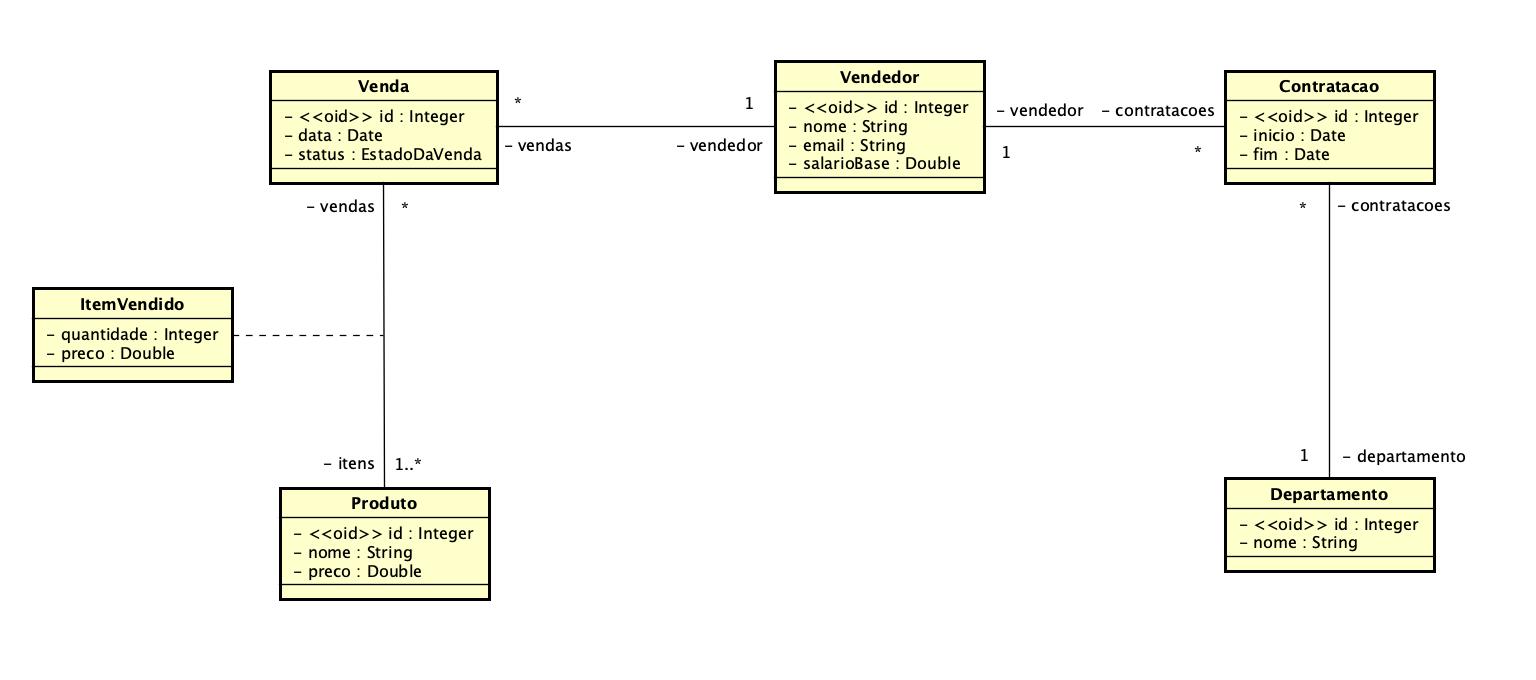 Venda
- <<oid>> id : Integer
- data : Date
- status : EstadoDaVenda
*
1
- vendas
- vendedor
Vendedor
- <<oid>> id : Integer
- nome : String
- email : String
- salarioBase : Double
- vendedor
- contratacoes
1
*
Contratacao
- <<oid>> id : Integer
- inicio : Date
- fim : Date
- vendas
*
*
- contratacoes
ItemVendido
- quantidade : Integer
- preco : Double
- itens
1..*
1
- departamento
Produto
- <<oid>> id : Integer
- nome : String
- preco : Double
Departamento
- <<oid>> id : Integer
- nome : String